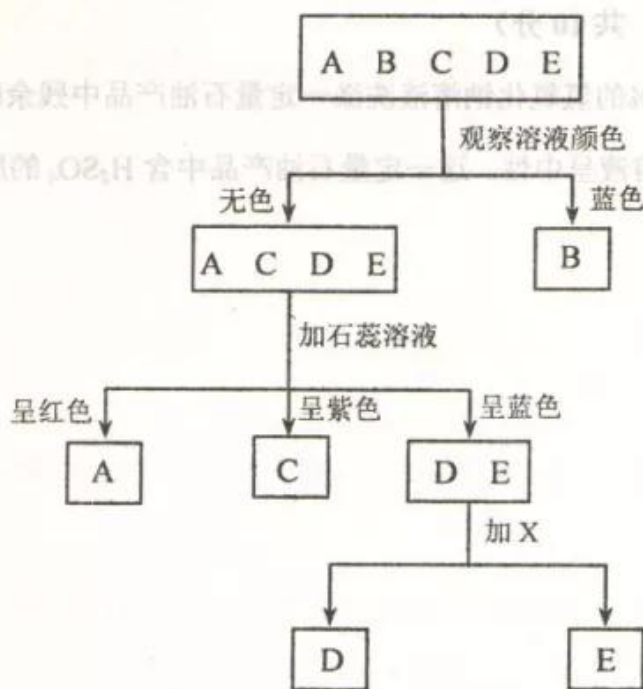 A B C D E
观察溶液颜色
无色 蓝色
A C D E B
加石蕊溶液
呈红色 呈紫色 呈蓝色
A C D E
加 X
D E